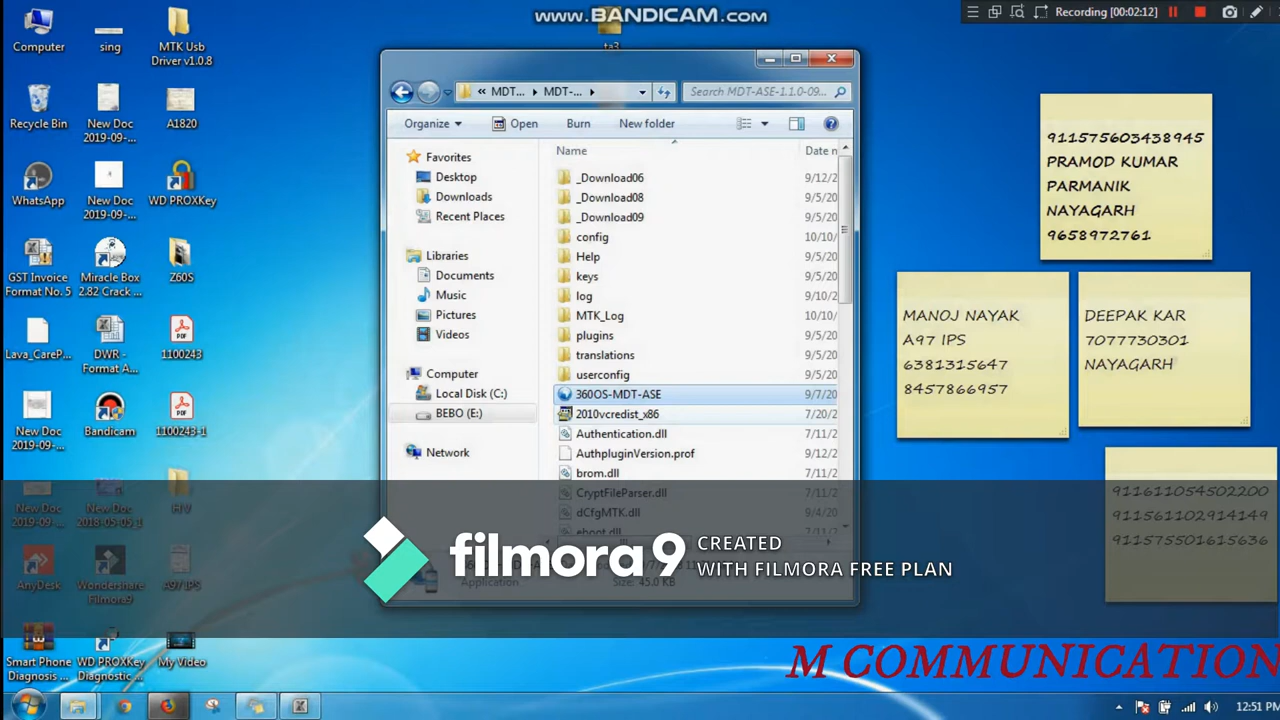 www.BANDICAM.com
Recording [00:02:12]
Computer
sing
MTK Usb
Driver v1.0.8
ta3
Recycle Bin
New Doc
2019-09-...
A1820
WhatsApp
New Doc
2019-09-...
WD PROXKey
GST Invoice
Format No. 5
Miracle Box
2.82 Crack ...
Z60S
Lava_CareP...
DWR -
Format A...
1100243
New Doc
2019-09-...
Bandicam
1100243-1
New Doc
2019-09-...
New Doc
2018-05-05_1
AnyDesk
Wondershare
Filmora9
A97 IPS
Smart Phone
Diagnosis ...
WD PROXKey
Diagnostic ...
My Video
« MDT... MDT-...
Search MDT-ASE-1.1.0-09...
Organize
Open
Burn
New folder
Favorites
Desktop
Downloads
Recent Places
Libraries
Documents
Music
Pictures
Videos
Computer
Local Disk (C:)
BEBO (E:)
Network
Name
Date n
_Download06 9/12/2
_Download08 9/5/20
_Download09 9/5/20
config 10/10/
Help 9/5/20
keys 9/5/20
log 9/10/2
MTK_Log 10/10/
plugins 9/5/20
translations 9/5/20
userconfig 9/5/20
360OS-MDT-ASE 9/7/20
2010vcredist_x86 7/20/2
Authentication.dll 7/11/2
AuthpluginVersion.prof 9/12/2
brom.dll 7/11/2
CryptFileParser.dll 7/11/2
dCfgMTK.dll 9/4/20
eboot.dll 7/11/2
Application
Size: 45.0 KB
911575603438945
PRAMOD KUMAR
PARMANIK
NAYAGARH
9658972761
MANOJ NAYAK
A97 IPS
6381315647
8457866957
DEEPAK KAR
7077730301
NAYAGARH
911611054502200
911561102914149
911575501615636
filmora9
CREATED
WITH FILMORA FREE PLAN
M COMMUNICATION
12:51 PM